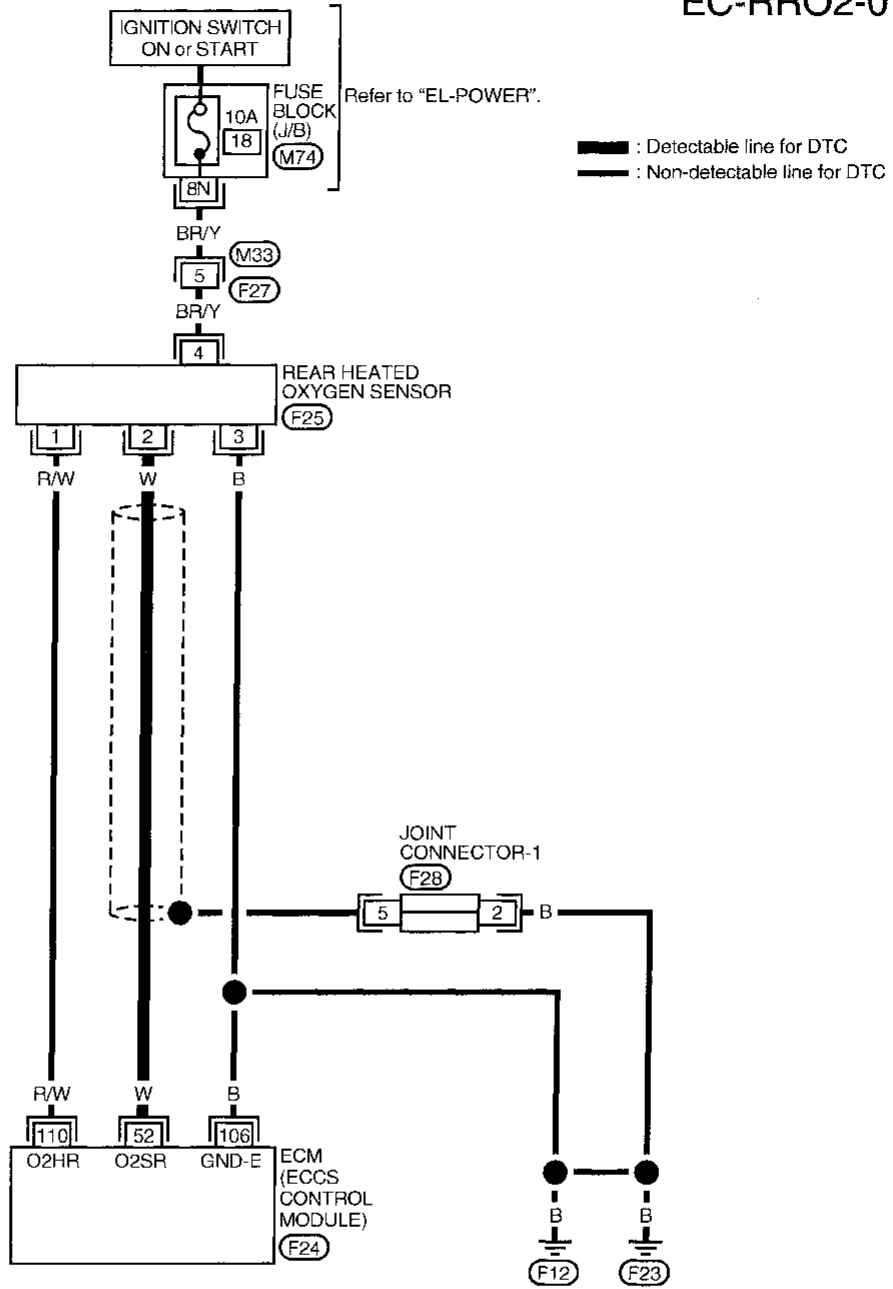 EC-RRO2-0
IGNITION SWITCH
ON or START
FUSE
BLOCK
(J/B)
M74
10A
18
Refer to "EL-POWER".
: Detectable line for DTC
: Non-detectable line for DTC
8N
BR/Y
M33
5
F27
BR/Y
4
REAR HEATED
OXYGEN SENSOR
F25
1 2 3
R/W W B
JOINT
CONNECTOR-1
F28
5 2 B
R/W W B
110 52 106
O2HR O2SR GND-E
ECM
(ECCS
CONTROL
MODULE)
F24
B B
F12 F23